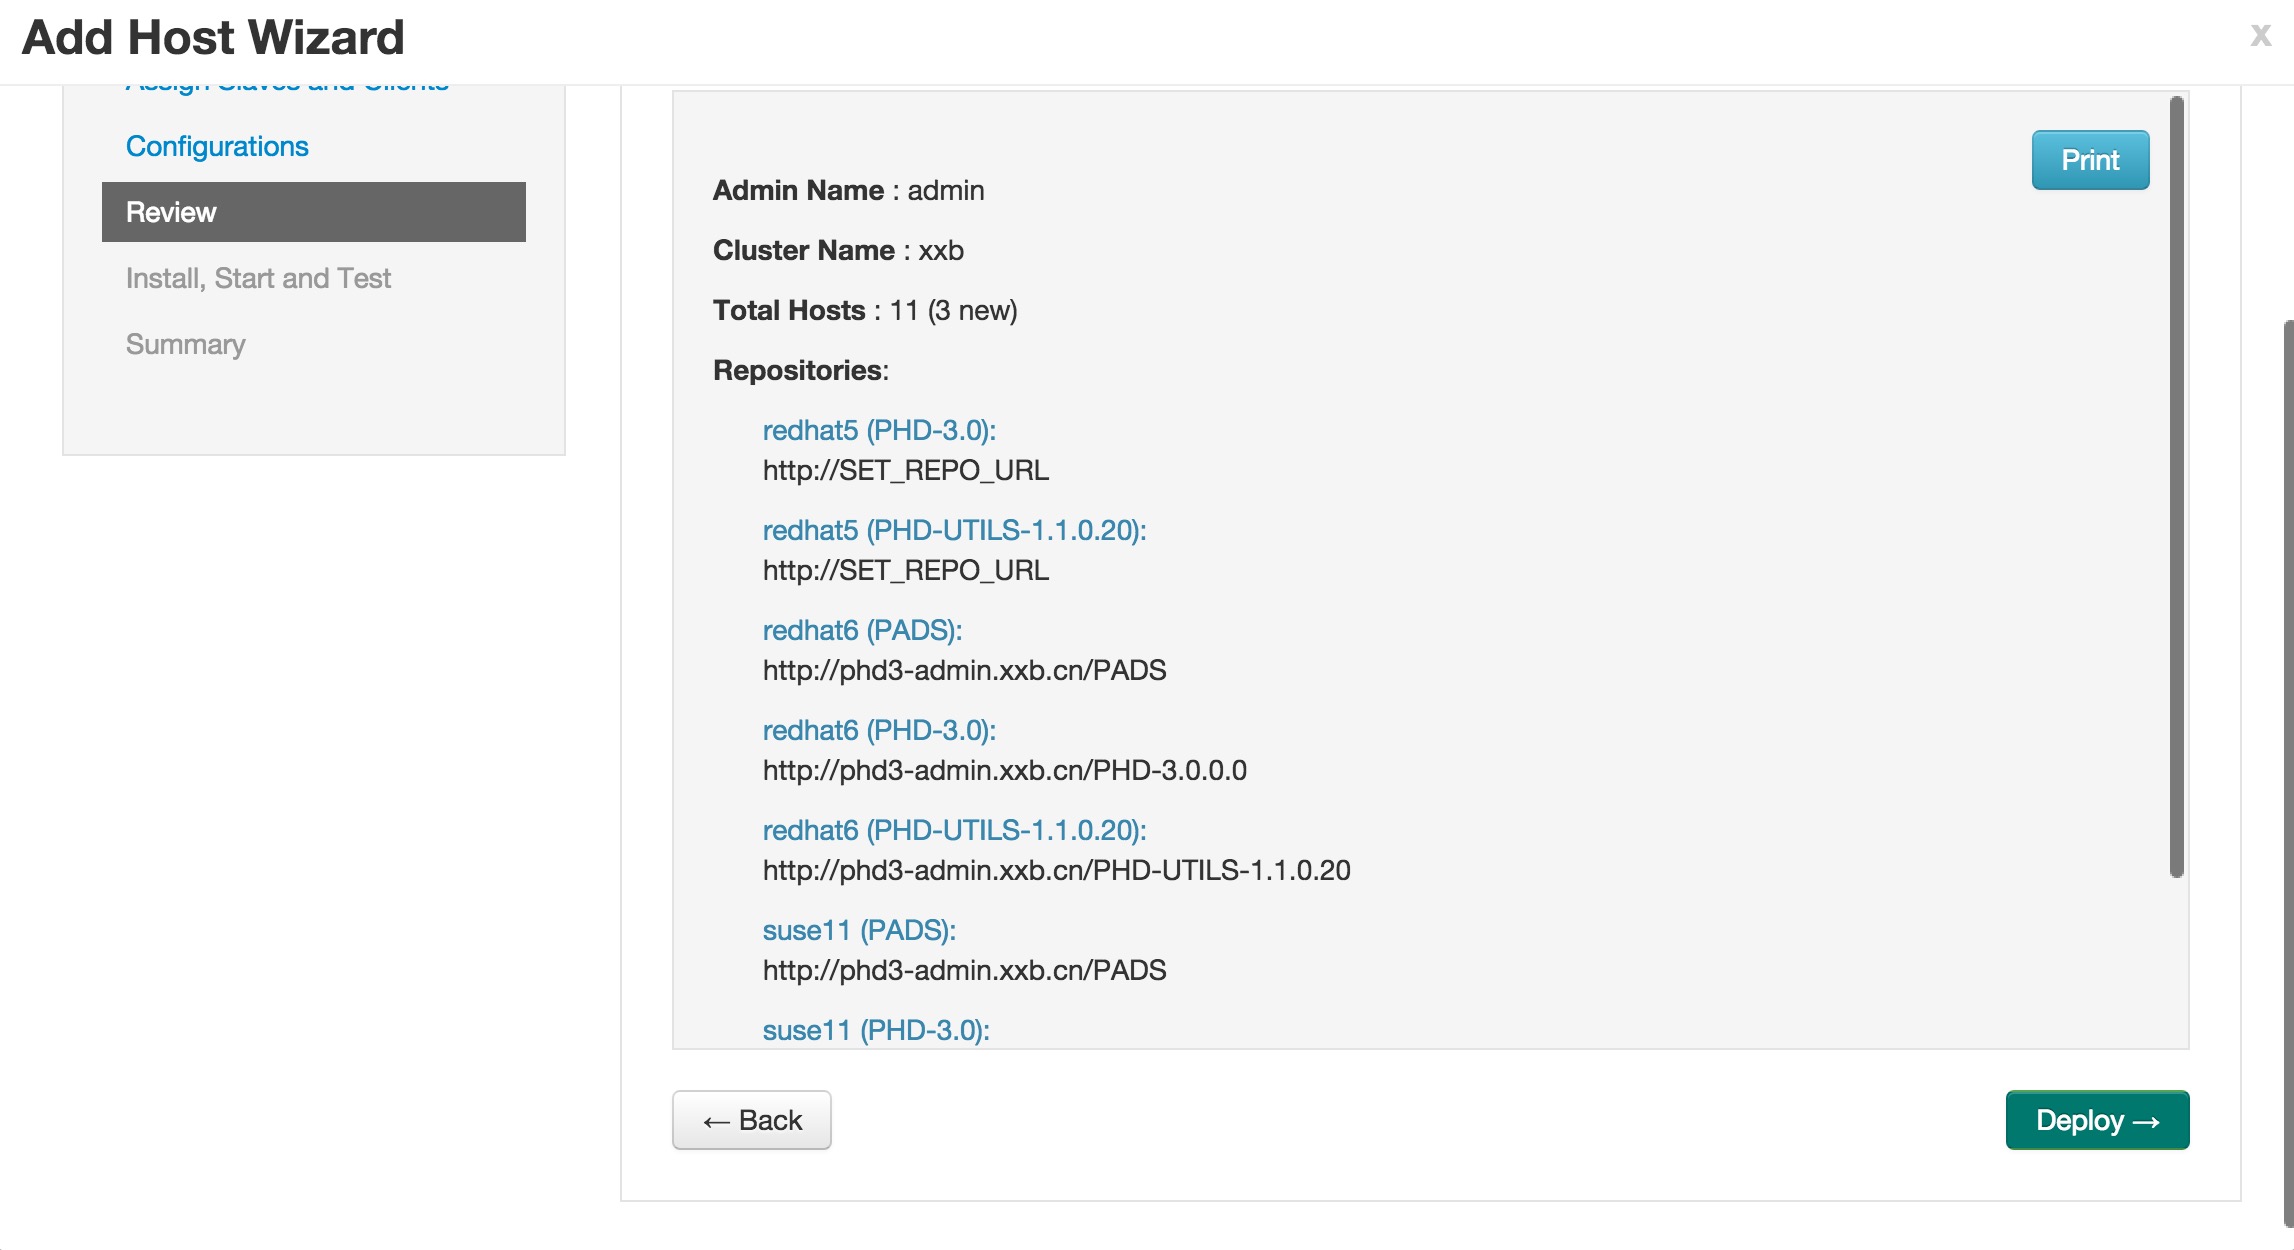 Add Host Wizard
x
Assign Slaves and Clients
Configurations
Review
Install, Start and Test
Summary
Print
Admin Name : admin
Cluster Name : xxb
Total Hosts : 11 (3 new)
Repositories:
redhat5 (PHD-3.0):
http://SET_REPO_URL
redhat5 (PHD-UTILS-1.1.0.20):
http://SET_REPO_URL
redhat6 (PADS):
http://phd3-admin.xxb.cn/PADS
redhat6 (PHD-3.0):
http://phd3-admin.xxb.cn/PHD-3.0.0.0
redhat6 (PHD-UTILS-1.1.0.20):
http://phd3-admin.xxb.cn/PHD-UTILS-1.1.0.20
suse11 (PADS):
http://phd3-admin.xxb.cn/PADS
suse11 (PHD-3.0):
← Back
Deploy →